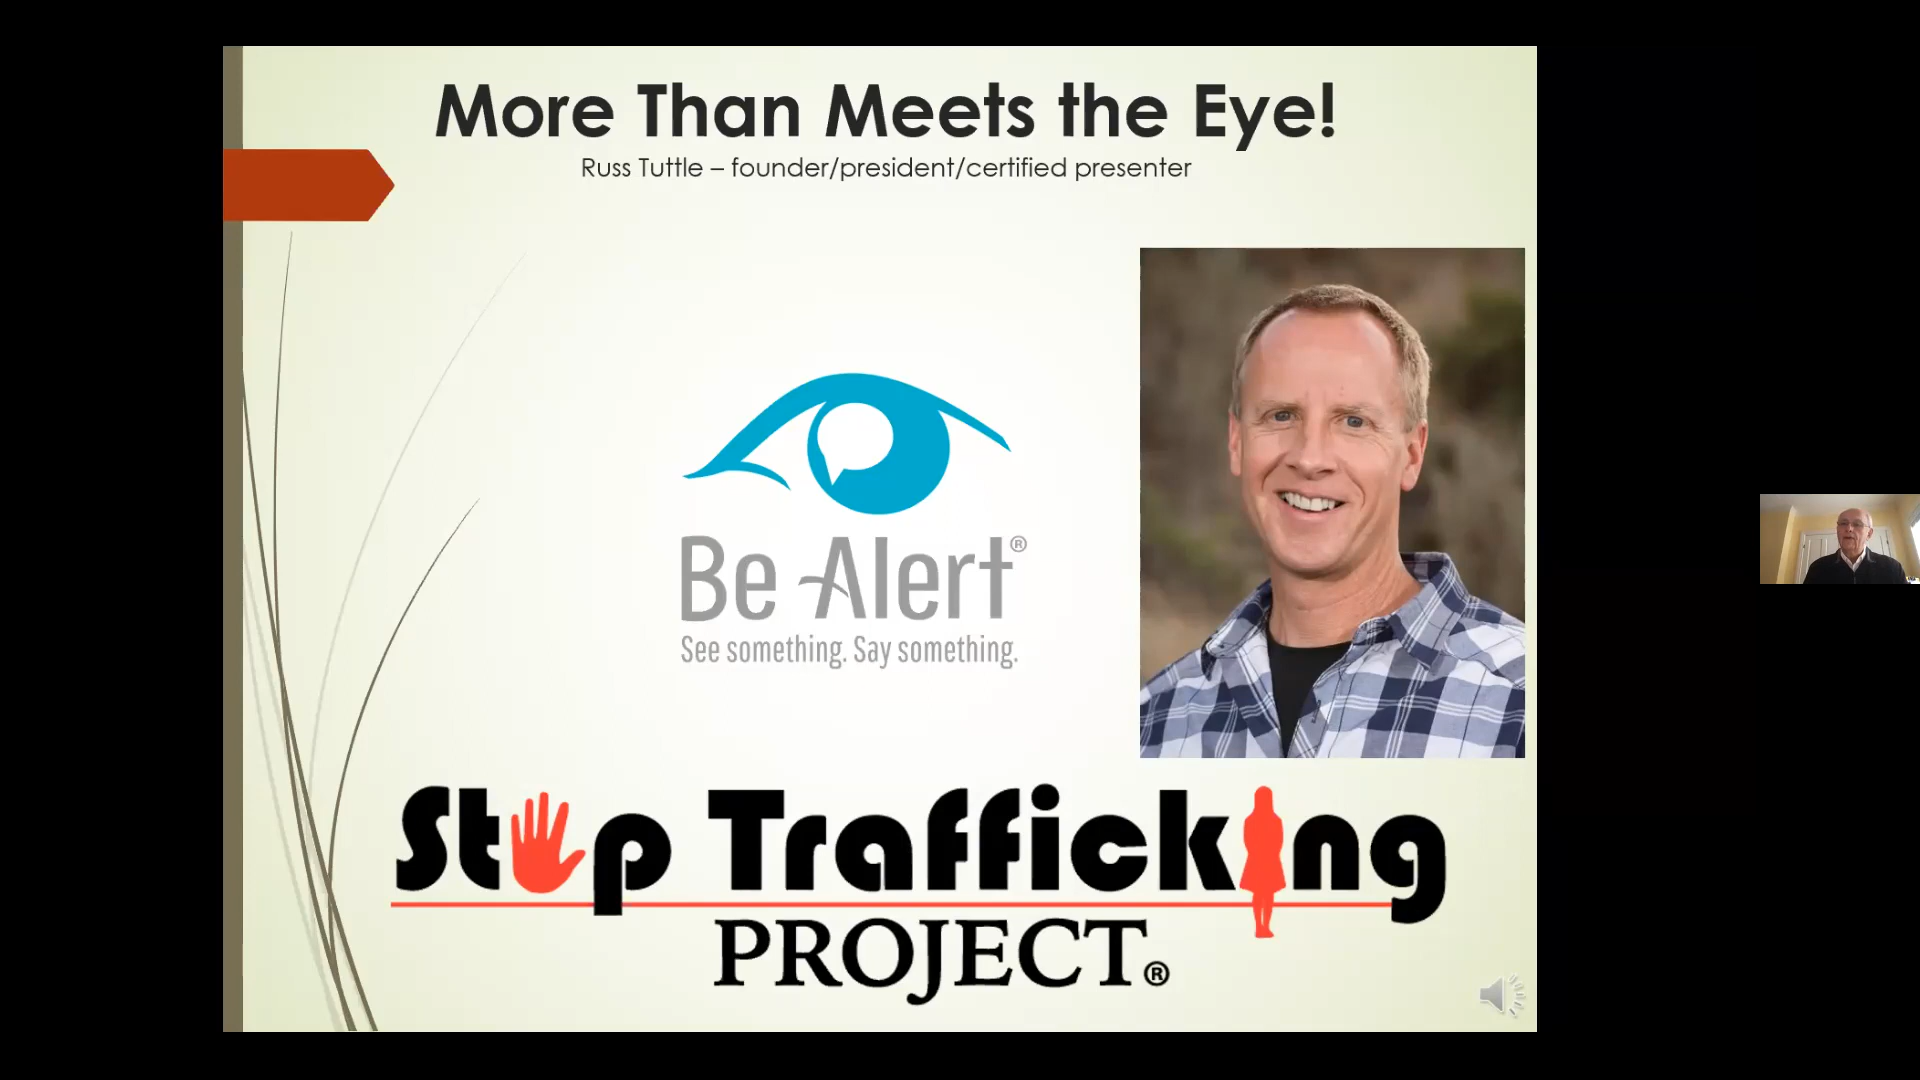 More Than Meets the Eye!
Russ Tuttle – founder/president/certified presenter
Be Alert®
See something. Say something.
Stop Trafficking
PROJECT®